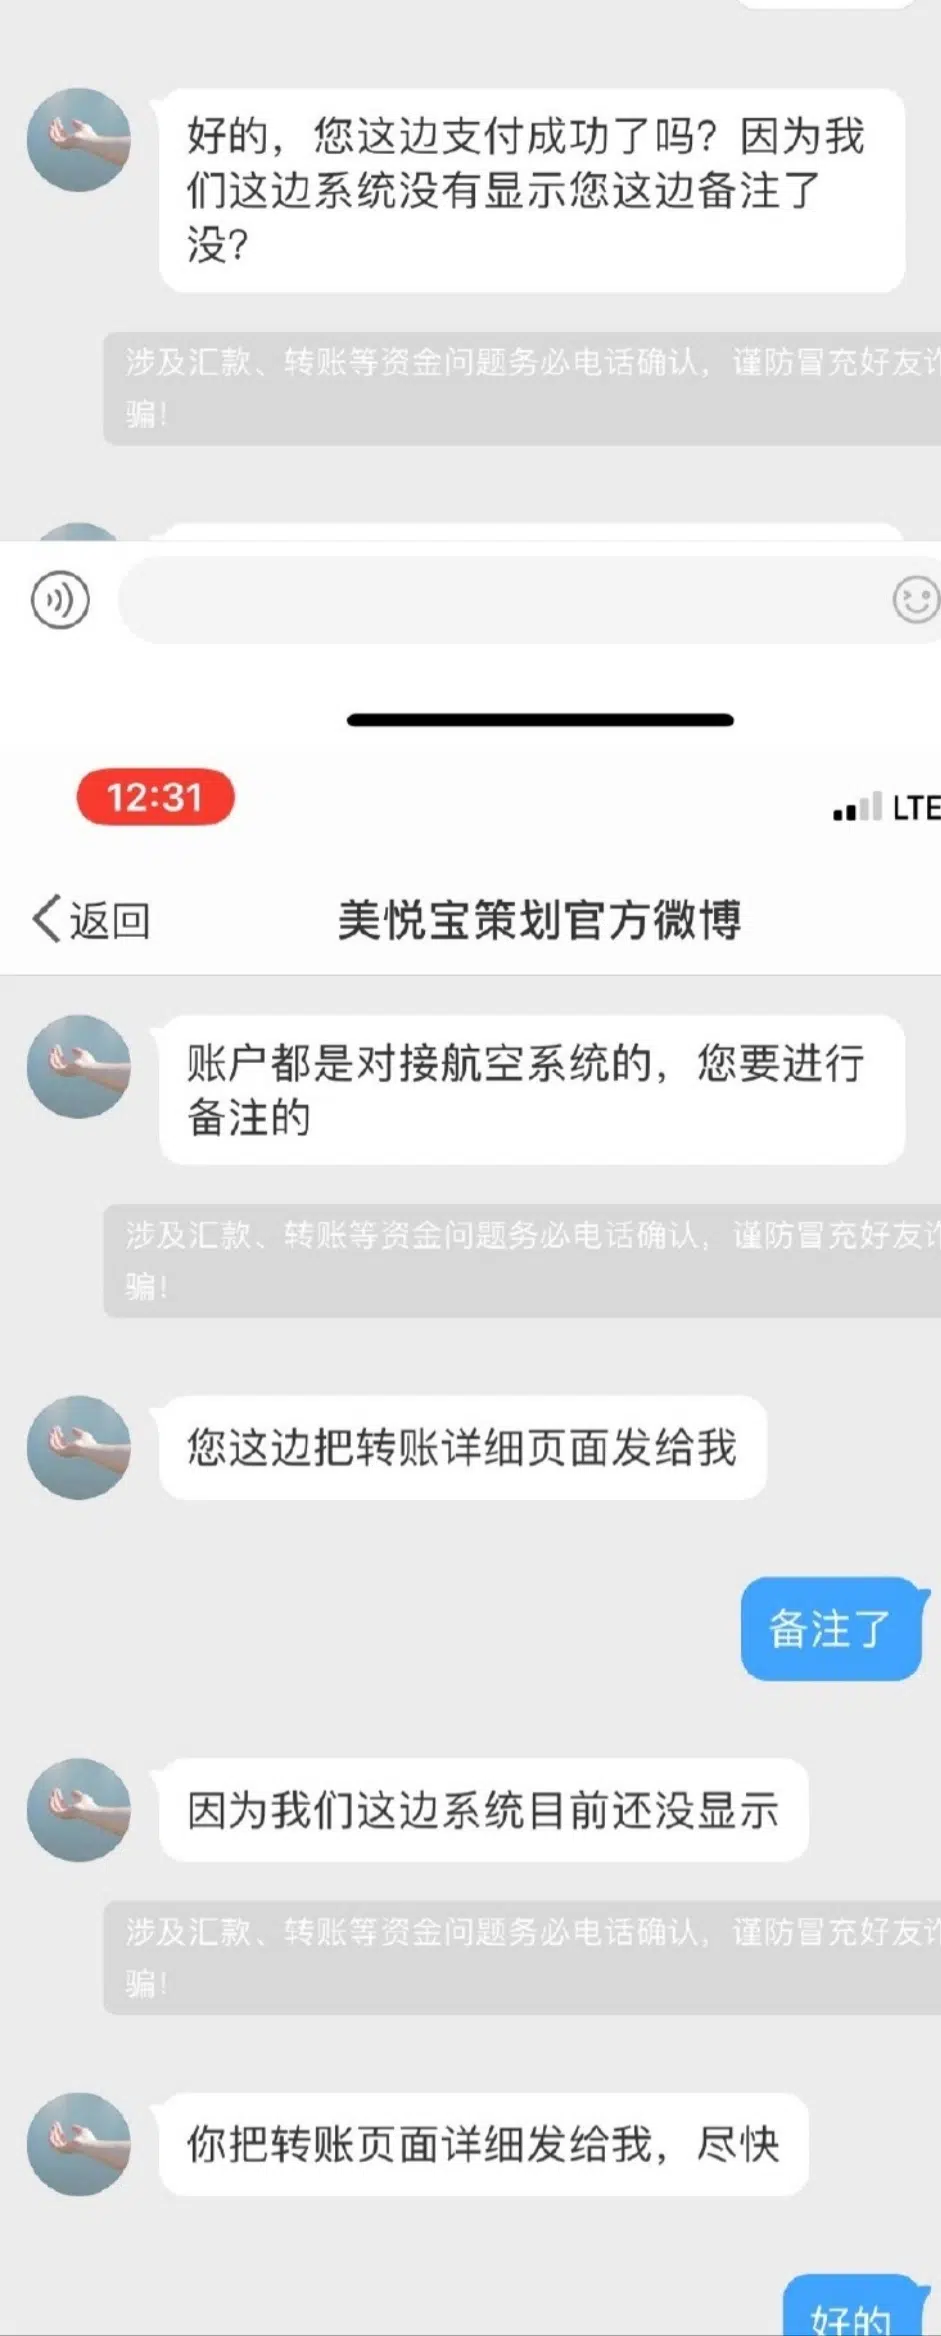 好的，您这边支付成功了吗？因为我
们这边系统没有显示您这边备注了
没？
涉及汇款、转账等资金问题务必电话确认，谨防冒充好友诈
骗！
12:31
LTE
返回
美悦宝策划官方微博
账户都是对接航空系统的，您要进行
备注的
涉及汇款、转账等资金问题务必电话确认，谨防冒充好友诈
骗！
您这边把转账详细页面发给我
备注了
因为我们这边系统目前还没显示
涉及汇款、转账等资金问题务必电话确认，谨防冒充好友诈
骗！
你把转账页面详细发给我，尽快
好的